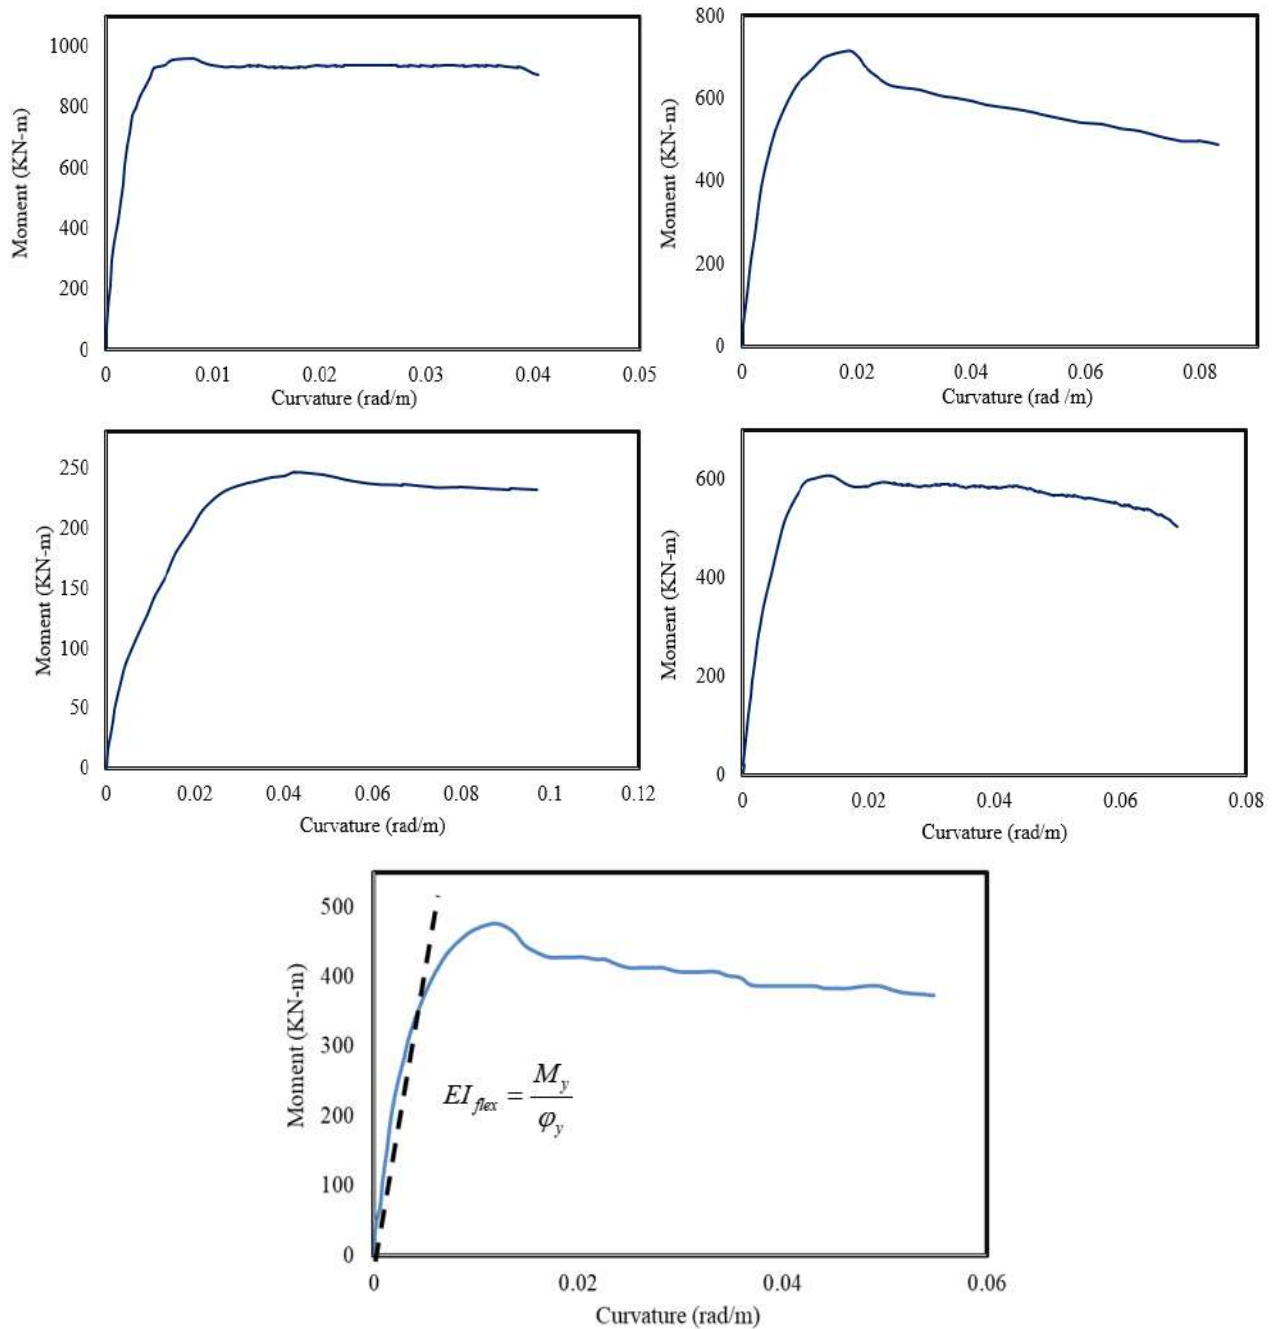 1000
800
600
400
200
0
0 0.01 0.02 0.03 0.04 0.05
Moment (KN-m)
Curvature (rad/m)
800
600
400
200
0
0 0.02 0.04 0.06 0.08
Moment (KN-m)
Curvature (rad /m)
250
200
150
100
50
0
0 0.02 0.04 0.06 0.08 0.1 0.12
Moment (KN-m)
Curvature (rad/m)
600
400
200
0
0 0.02 0.04 0.06 0.08
Moment (KN-m)
Curvature (rad/m)
500
400
300
200
100
0
0 0.02 0.04 0.06
Moment (KN-m)
Curvature (rad/m)
EI_flex = M_y / φ_y